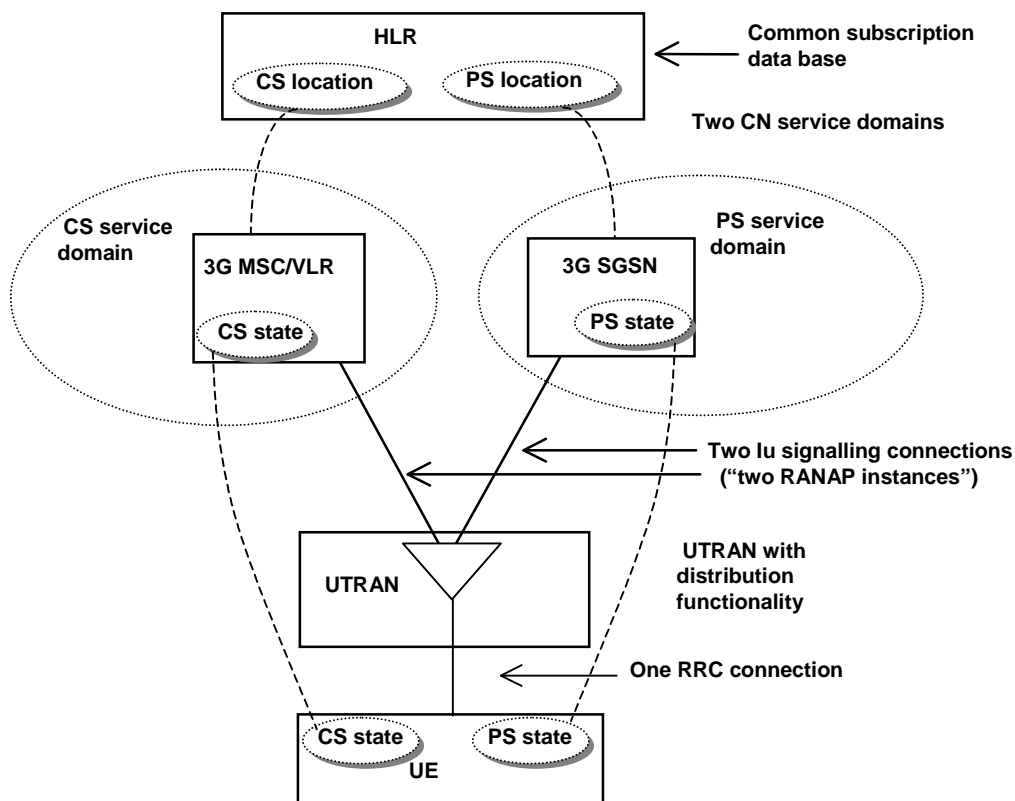 HLR
Common subscription
data base
CS location
PS location
Two CN service domains
CS service
domain
PS service
domain
3G MSC/VLR
3G SGSN
CS state
PS state
Two Iu signalling connections
(“two RANAP instances”)
UTRAN
UTRAN with
distribution
functionality
One RRC connection
CS state
PS state
UE